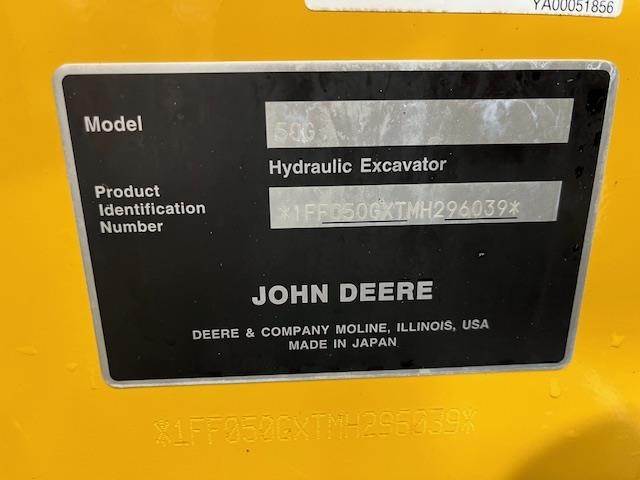 YA00051856
Model
50G
Hydraulic Excavator
Product
Identification
Number
*1FF050GXTMH296039*
JOHN DEERE
DEERE & COMPANY MOLINE, ILLINOIS, USA
MADE IN JAPAN
*1FF050GXTMH296039*